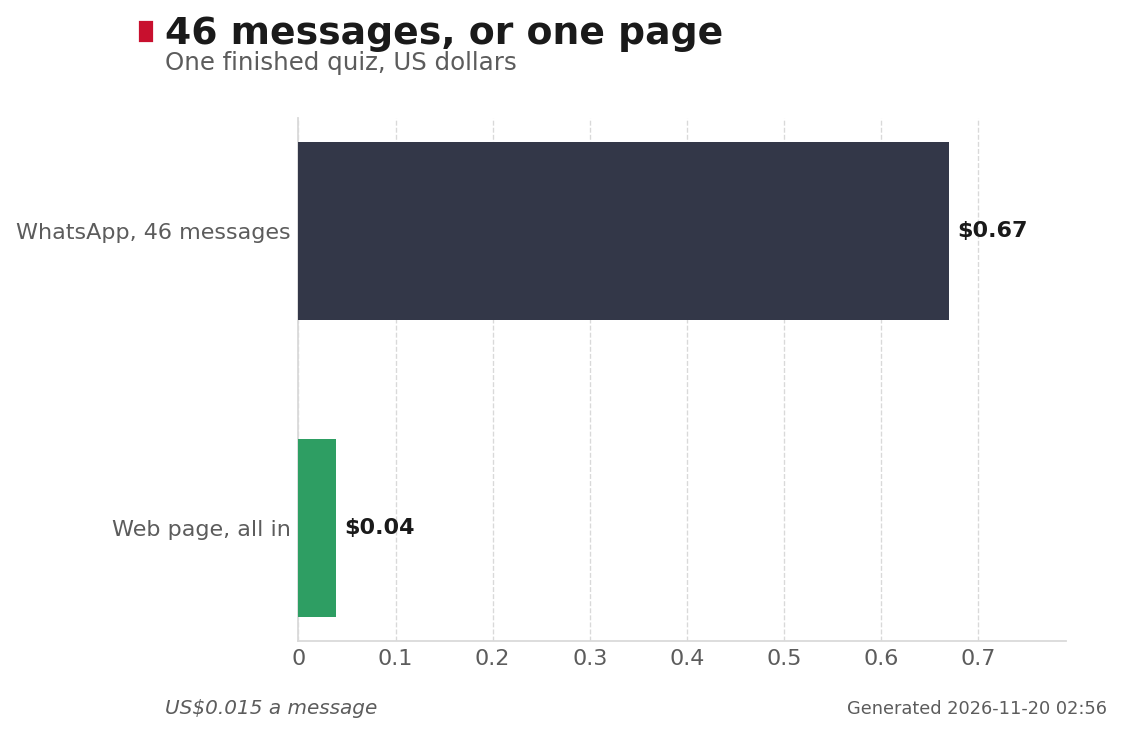 46 messages, or one page
One finished quiz, US dollars
WhatsApp, 46 messages
$0.67
Web page, all in
$0.04
0 0.1 0.2 0.3 0.4 0.5 0.6 0.7
US$0.015 a message
Generated 2026-11-20 02:56